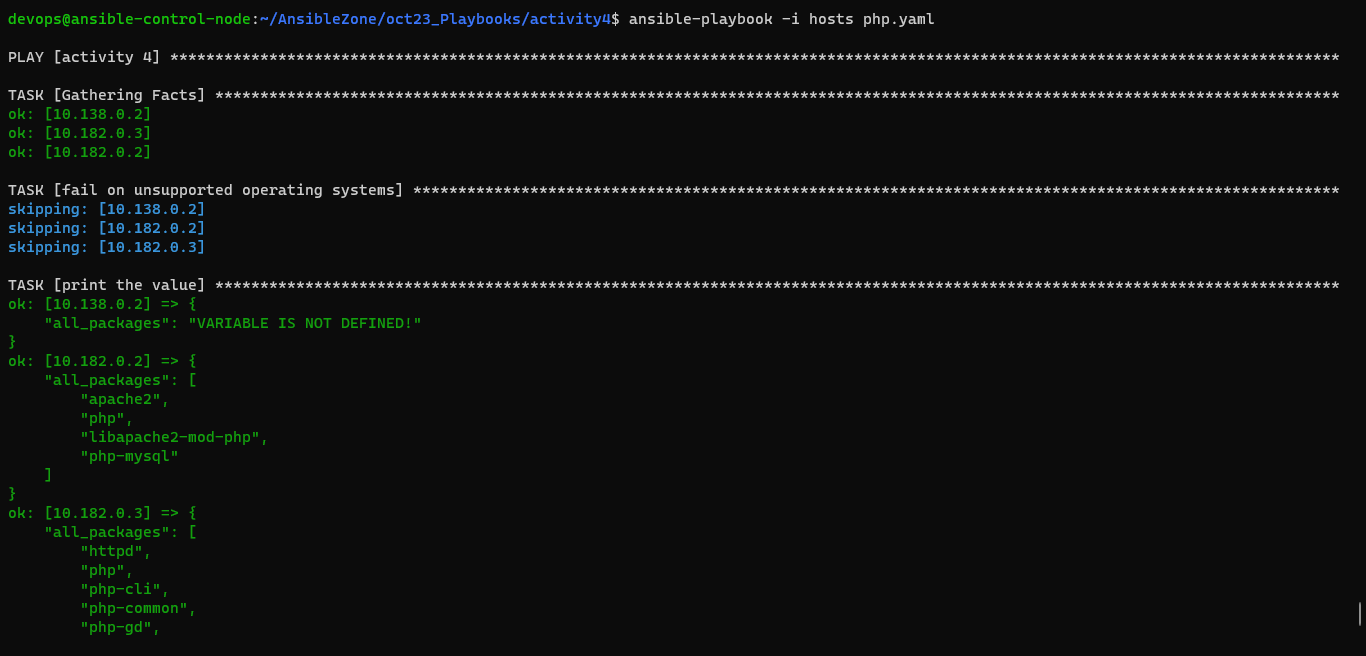 devops@ansible-control-node:~/AnsibleZone/oct23_Playbooks/activity4$ ansible-playbook -i hosts php.yaml
PLAY [activity 4] **********************************************************************************************************************************
TASK [Gathering Facts] *****************************************************************************************************************************
ok: [10.138.0.2]
ok: [10.182.0.3]
ok: [10.182.0.2]
TASK [fail on unsupported operating systems] *******************************************************************************************************
skipping: [10.138.0.2]
skipping: [10.182.0.2]
skipping: [10.182.0.3]
TASK [print the value] *****************************************************************************************************************************
ok: [10.138.0.2] => {
    "all_packages": "VARIABLE IS NOT DEFINED!"
}
ok: [10.182.0.2] => {
    "all_packages": [
        "apache2",
        "php",
        "libapache2-mod-php",
        "php-mysql"
    ]
}
ok: [10.182.0.3] => {
    "all_packages": [
        "httpd",
        "php",
        "php-cli",
        "php-common",
        "php-gd",